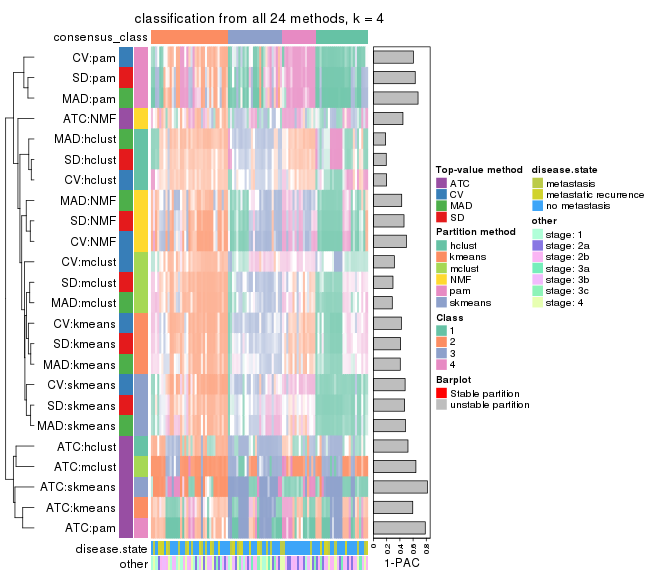 classification from all 24 methods, k = 4
consensus_class
CV:pam
SD:pam
MAD:pam
ATC:NMF
MAD:hclust
SD:hclust
CV:hclust
MAD:NMF
SD:NMF
CV:NMF
CV:mclust
SD:mclust
MAD:mclust
CV:kmeans
SD:kmeans
MAD:kmeans
CV:skmeans
SD:skmeans
MAD:skmeans
ATC:hclust
ATC:mclust
ATC:skmeans
ATC:kmeans
ATC:pam
disease.state
other
0 0.2 0.4 0.6 0.8
1-PAC
Top-value method
ATC
CV
MAD
SD
Partition method
hclust
kmeans
mclust
NMF
pam
skmeans
Class
1
2
3
4
Barplot
Stable partition
unstable partition
disease.state
metastasis
metastatic recurrence
no metastasis
other
stage: 1
stage: 2a
stage: 2b
stage: 3a
stage: 3b
stage: 3c
stage: 4